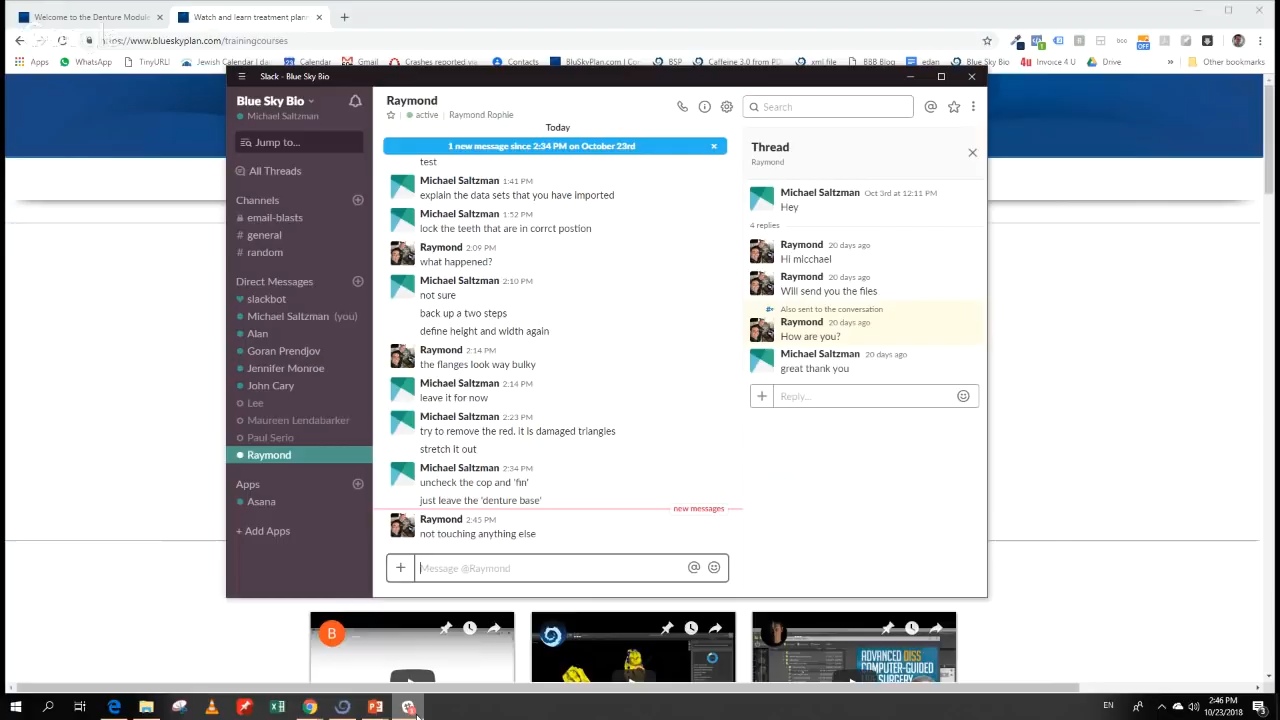 Welcome to the Denture Module
Watch and learn treatment plan
https://www.blueskyplan.com/trainingcourses
Apps
WhatsApp
TinyURL!
Jewish Calendar
Calendar
Gmail
Crashes reported via
Contacts
BluSkyPlan.com / Cor
BSP
Caffeine 3.0 from PD
xml file
BBB Blog
edan
Blue Sky Bio
Invoice 4 U
Drive
»
Other bookmarks
Slack - Blue Sky Bio
Blue Sky Bio
Michael Saltzman
Jump to...
All Threads
Channels
email-blasts
# general
# random
Direct Messages
slackbot
Michael Saltzman (you)
Alan
Goran Prendjov
Jennifer Monroe
John Cary
Lee
Maureen Lendabarker
Paul Serio
Raymond
Apps
Asana
+ Add Apps
Raymond
active | Raymond Rophie
Search
Today
1 new message since 2:34 PM on October 23rd
test
Michael Saltzman 1:41 PM
explain the data sets that you have imported
Michael Saltzman 1:52 PM
lock the teeth that are in corrct postion
Raymond 2:09 PM
what happened?
Michael Saltzman 2:10 PM
not sure
back up a two steps
define height and width again
Raymond 2:14 PM
the flanges look way bulky
Michael Saltzman 2:14 PM
leave it for now
Michael Saltzman 2:23 PM
try to remove the red. it is damaged triangles
stretch it out
Michael Saltzman 2:34 PM
uncheck the cop and 'fin'
just leave the 'denture base'
new messages
Raymond 2:45 PM
not touching anything else
Message @Raymond
Thread
Raymond
Michael Saltzman Oct 3rd at 12:11 PM
Hey
4 replies
Raymond 20 days ago
Hi micchael
Raymond 20 days ago
Will send you the files
Also sent to the conversation
Raymond 20 days ago
How are you?
Michael Saltzman 20 days ago
great thank you
Reply...
B
ADVANCED DISS
COMPUTER-GUIDED
SURGERY
EN
2:46 PM
10/23/2018